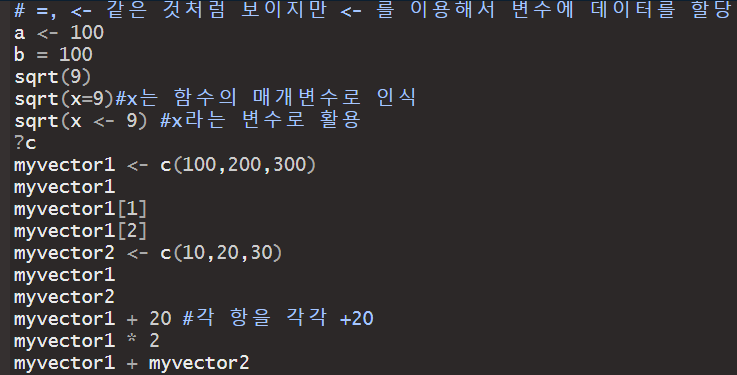 # =, <- 같은 것처럼 보이지만 <- 를 이용해서 변수에 데이터를 할당
a <- 100
b = 100
sqrt(9)
sqrt(x=9)#x는 함수의 매개변수로 인식
sqrt(x <- 9) #x라는 변수로 활용
?c
myvector1 <- c(100,200,300)
myvector1
myvector1[1]
myvector1[2]
myvector2 <- c(10,20,30)
myvector1
myvector2
myvector1 + 20 #각 항을 각각 +20
myvector1 * 2
myvector1 + myvector2